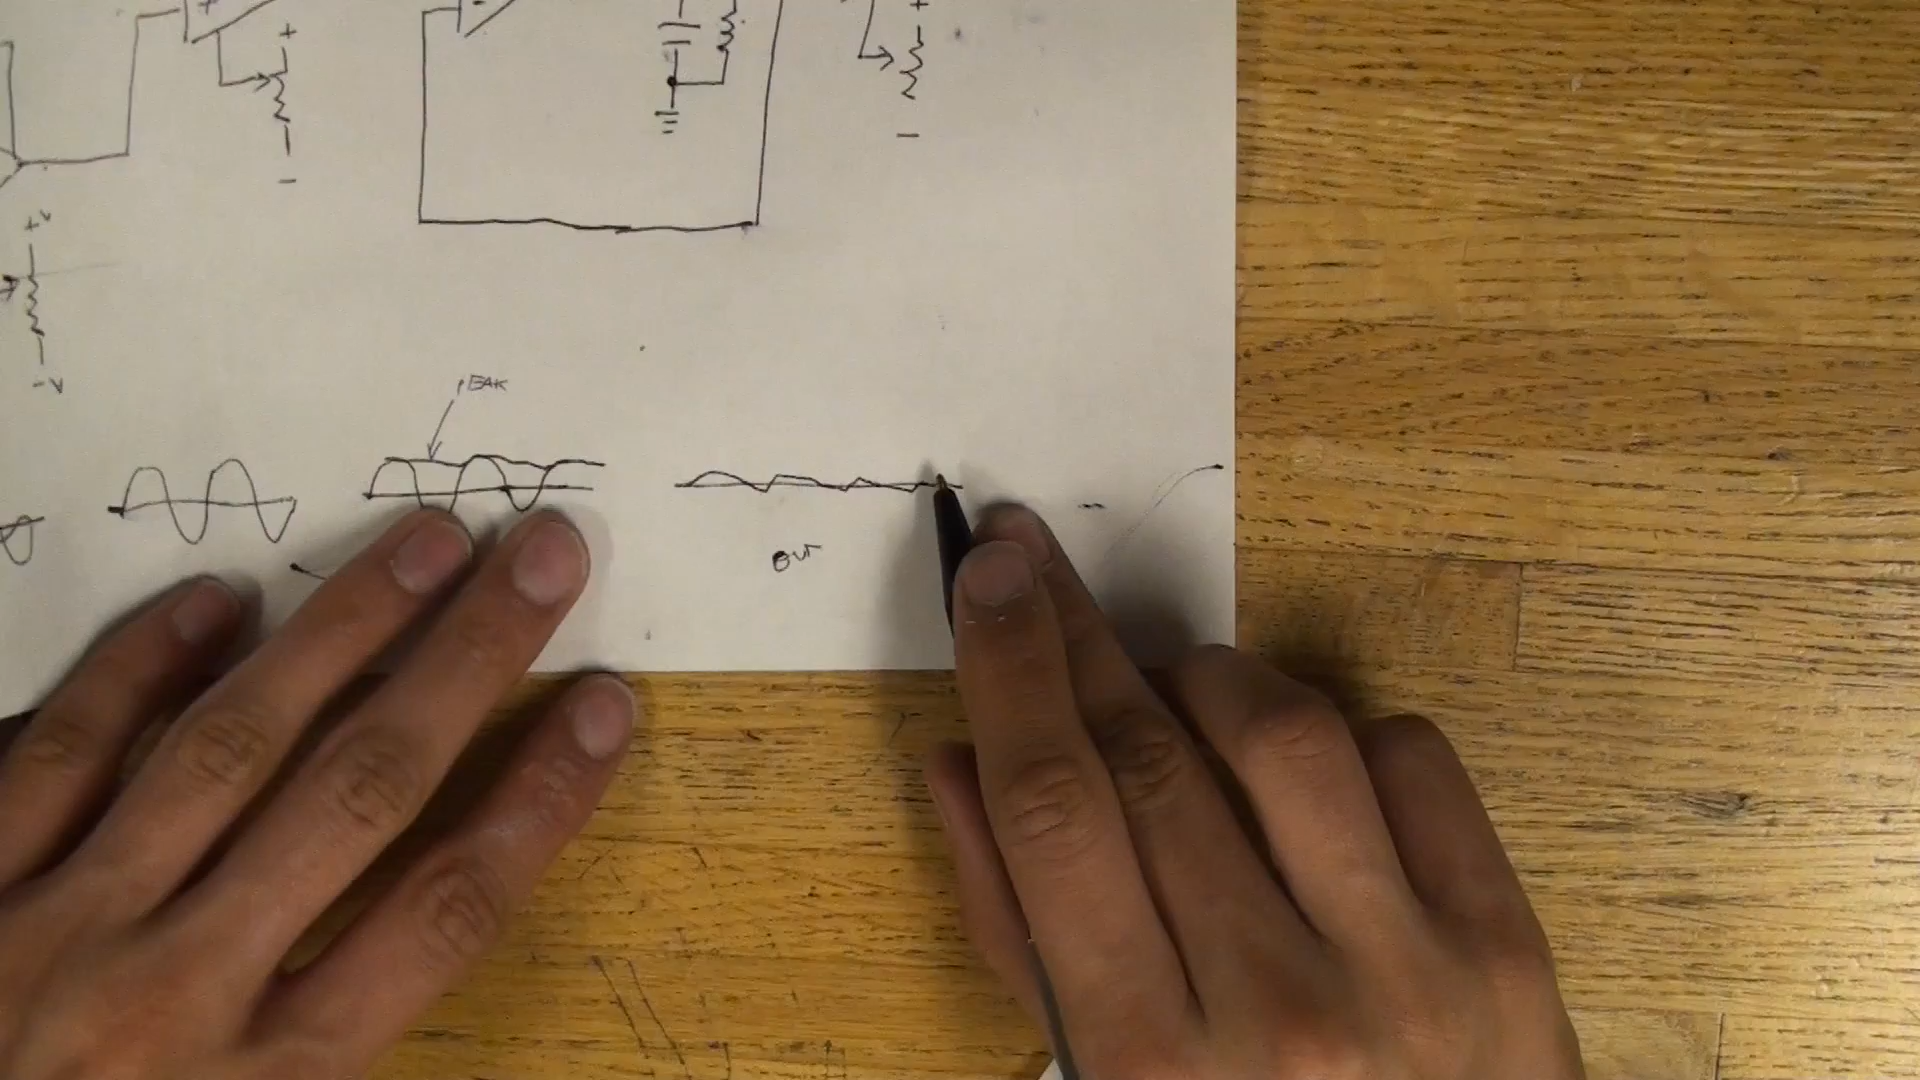 +
+
-
-
+V
-V
PEAK
OUT